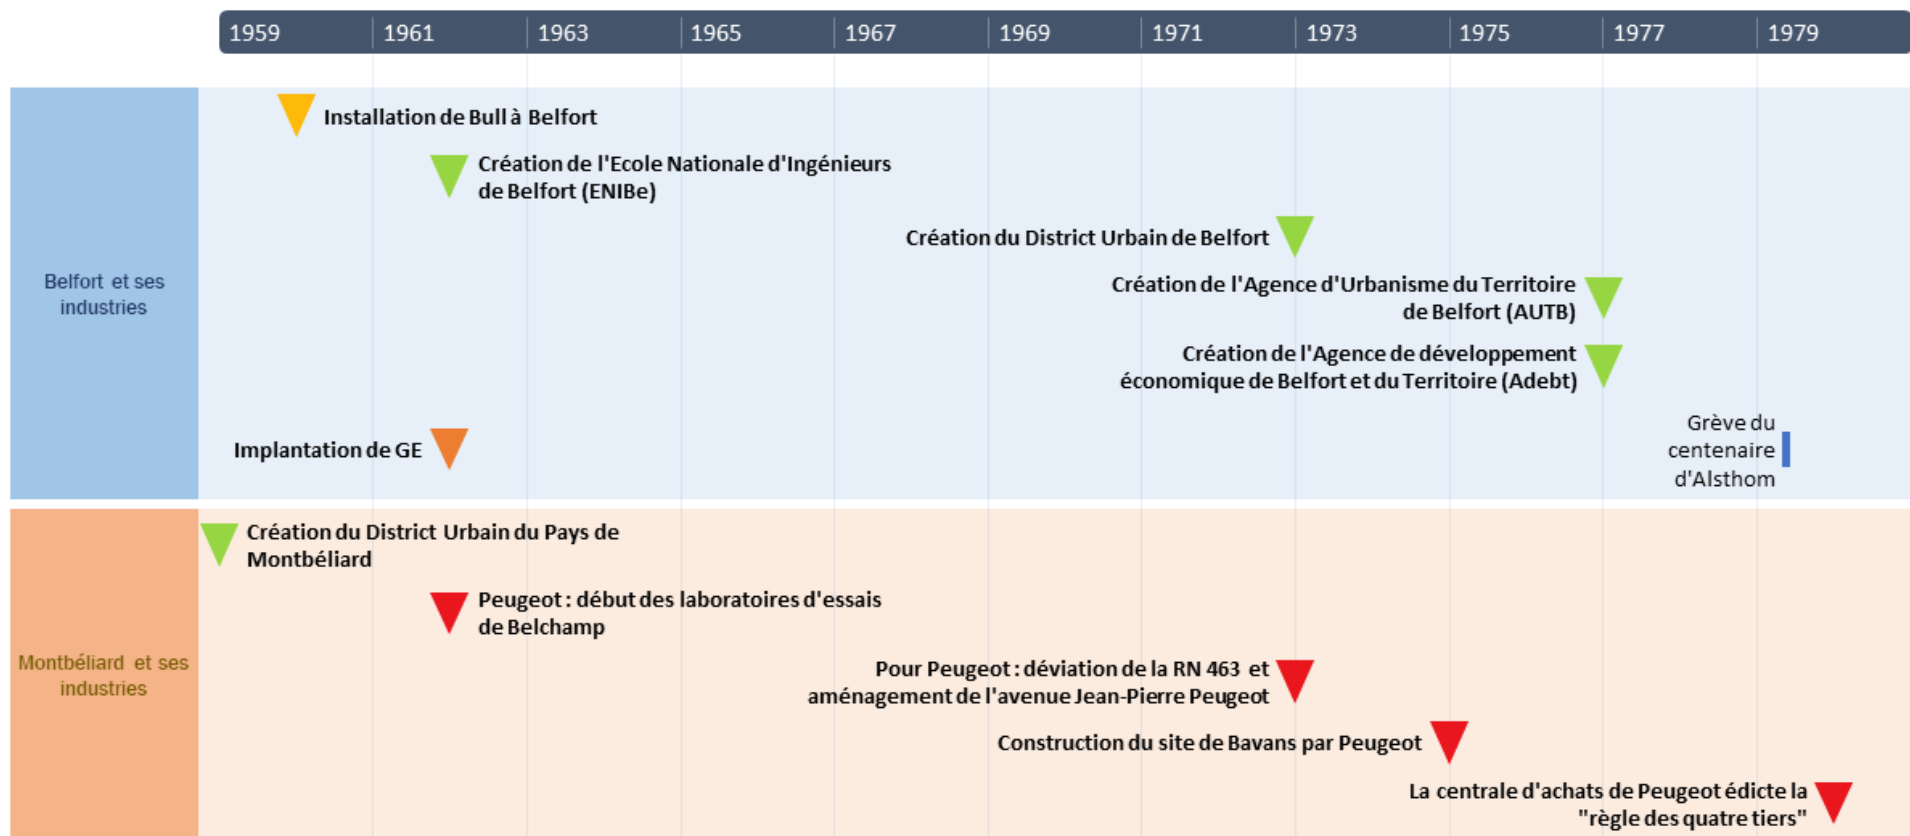 1959 1961 1963 1965 1967 1969 1971 1973 1975 1977 1979
Belfort et ses
industries
Installation de Bull à Belfort
Création de l'Ecole Nationale d'Ingénieurs
de Belfort (ENIBe)
Création du District Urbain de Belfort
Création de l'Agence d'Urbanisme du Territoire
de Belfort (AUTB)
Création de l'Agence de développement
économique de Belfort et du Territoire (Adebt)
Implantation de GE
Grève du
centenaire
d'Alsthom
Montbéliard et ses
industries
Création du District Urbain du Pays de
Montbéliard
Peugeot : début des laboratoires d'essais
de Belchamp
Pour Peugeot : déviation de la RN 463 et
aménagement de l'avenue Jean-Pierre Peugeot
Construction du site de Bavans par Peugeot
La centrale d'achats de Peugeot édicte la
"règle des quatre tiers"